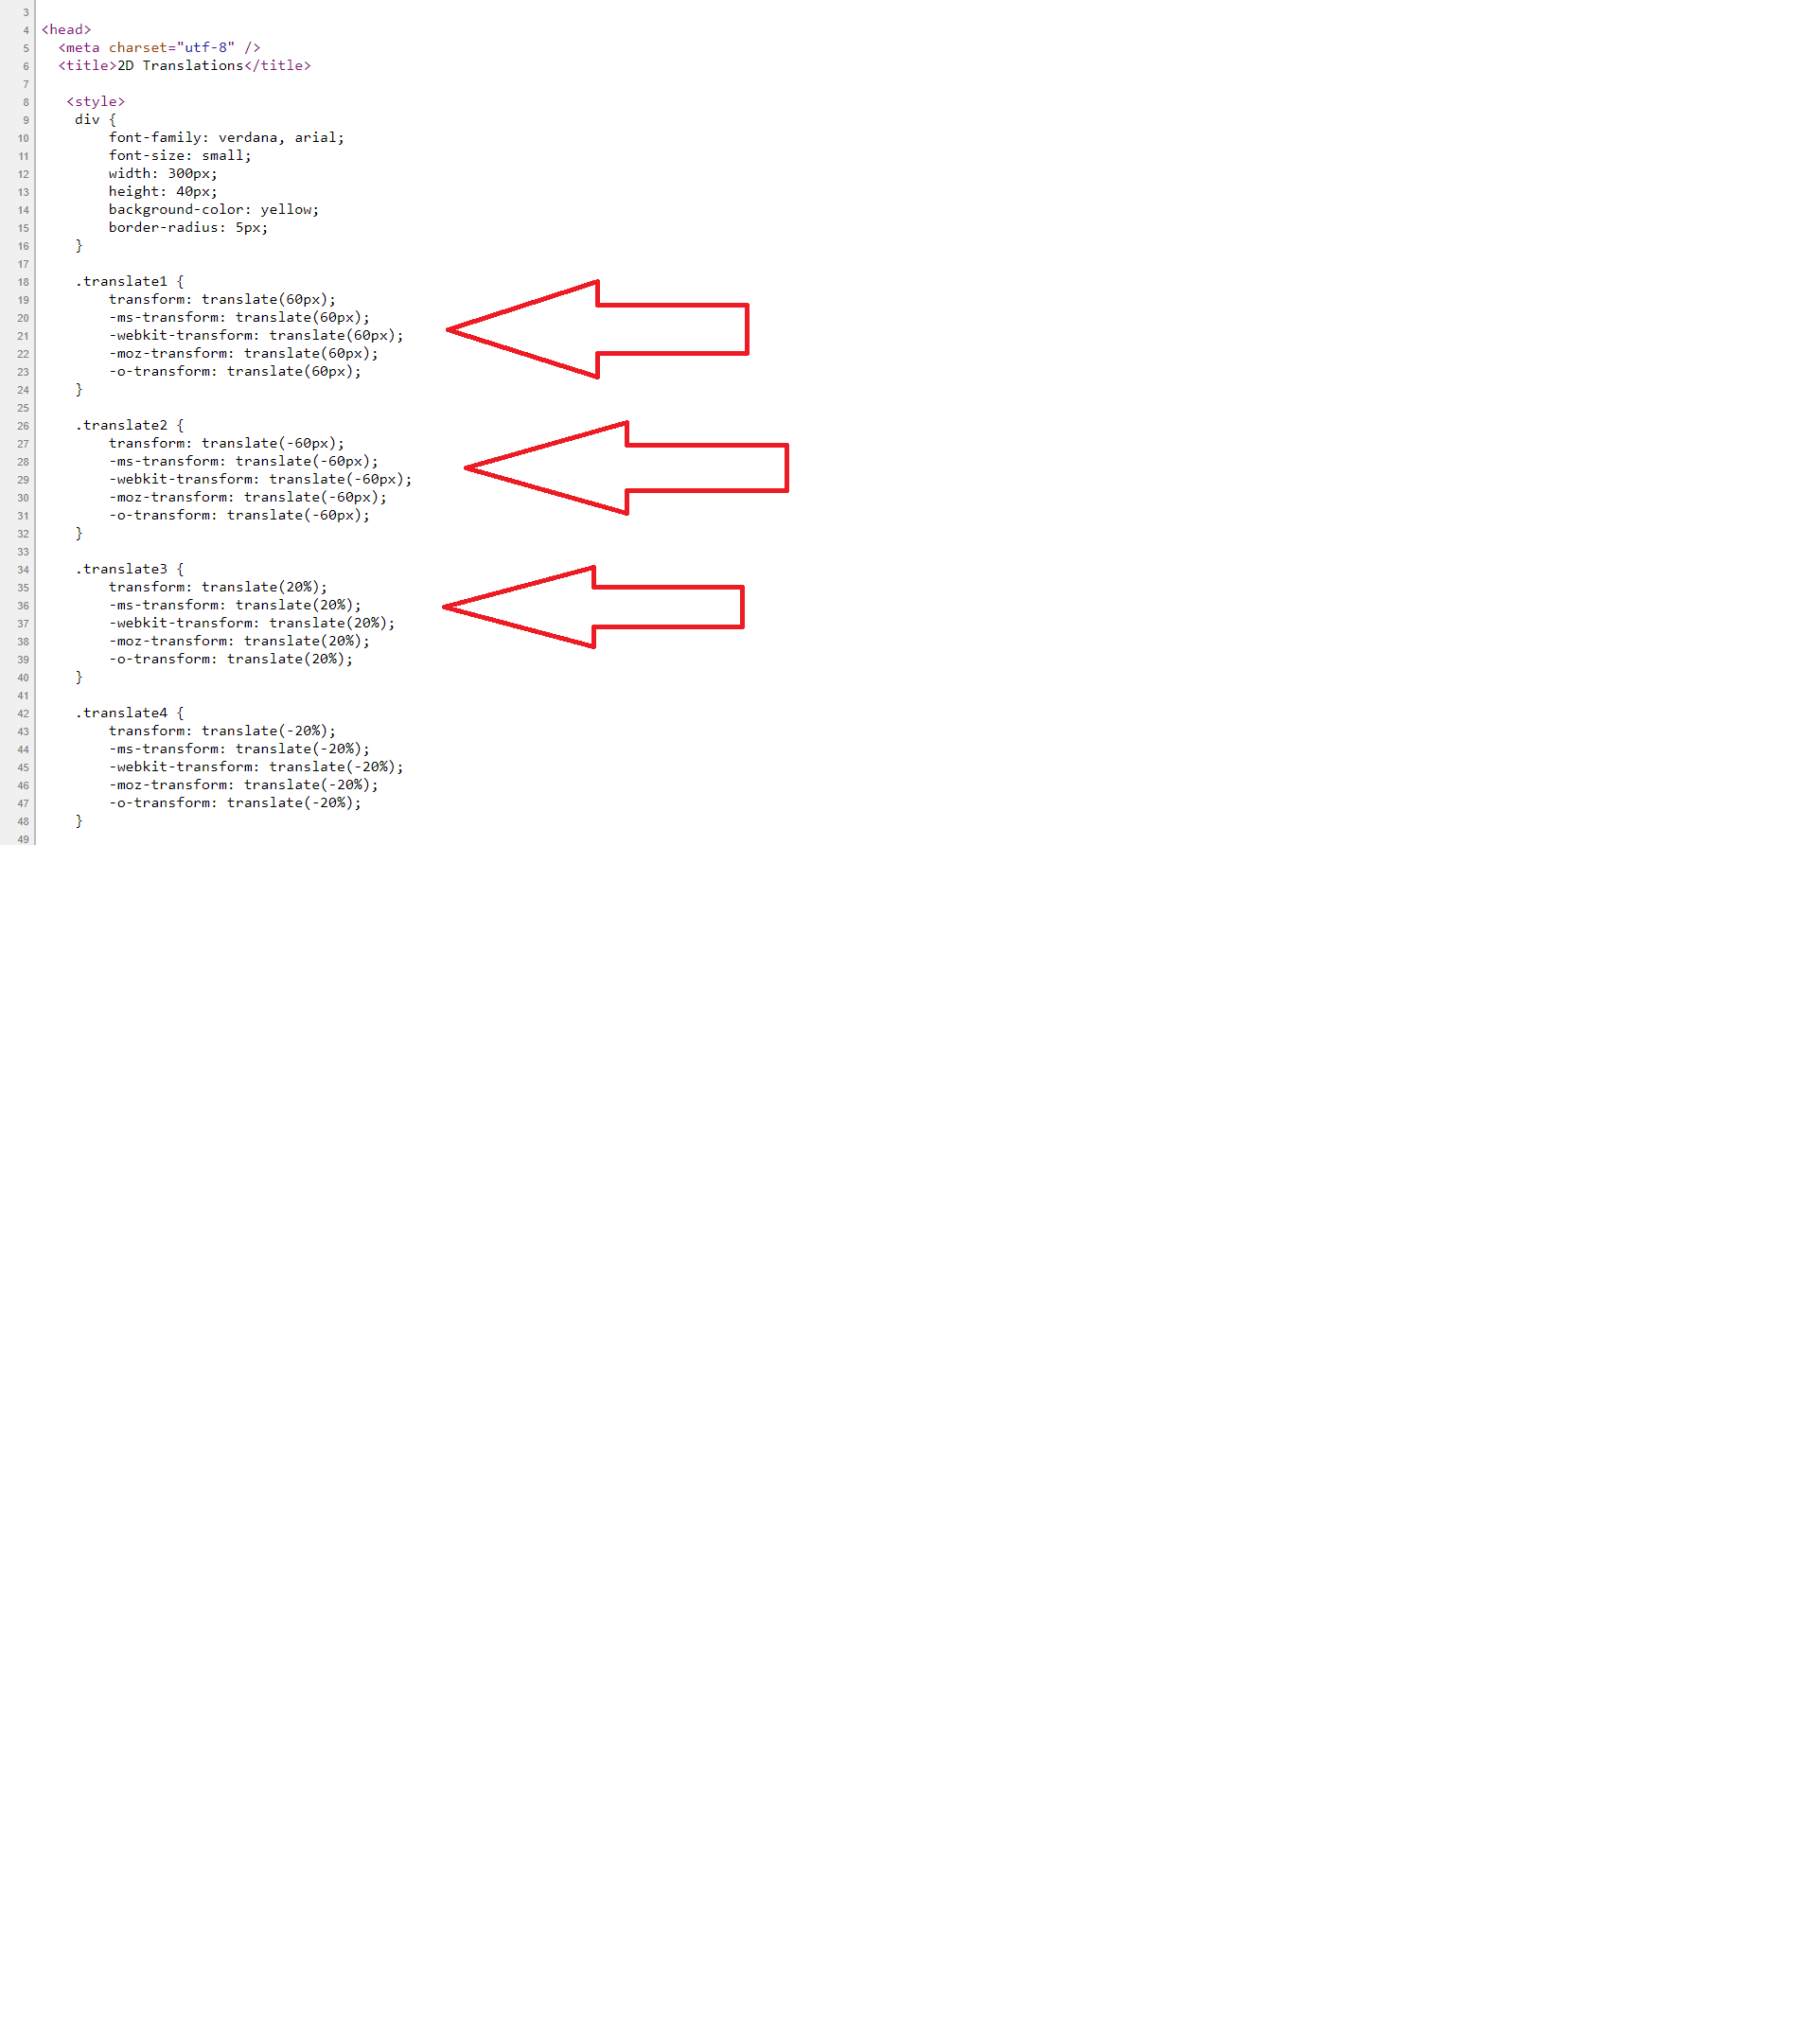 3
4 <head>
5 <meta charset="utf-8" />
6 <title>2D Translations</title>
7
8 <style>
9 div {
10 font-family: verdana, arial;
11 font-size: small;
12 width: 300px;
13 height: 40px;
14 background-color: yellow;
15 border-radius: 5px;
16 }
17
18 .translate1 {
19 transform: translate(60px);
20 -ms-transform: translate(60px);
21 -webkit-transform: translate(60px);
22 -moz-transform: translate(60px);
23 -o-transform: translate(60px);
24 }
25
26 .translate2 {
27 transform: translate(-60px);
28 -ms-transform: translate(-60px);
29 -webkit-transform: translate(-60px);
30 -moz-transform: translate(-60px);
31 -o-transform: translate(-60px);
32 }
33
34 .translate3 {
35 transform: translate(20%);
36 -ms-transform: translate(20%);
37 -webkit-transform: translate(20%);
38 -moz-transform: translate(20%);
39 -o-transform: translate(20%);
40 }
41
42 .translate4 {
43 transform: translate(-20%);
44 -ms-transform: translate(-20%);
45 -webkit-transform: translate(-20%);
46 -moz-transform: translate(-20%);
47 -o-transform: translate(-20%);
48 }
49